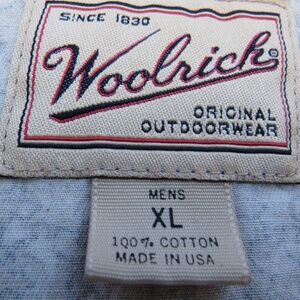 SINCE 1830
Woolrich®
ORIGINAL
OUTDOORWEAR
MENS
XL
100% COTTON
MADE IN USA